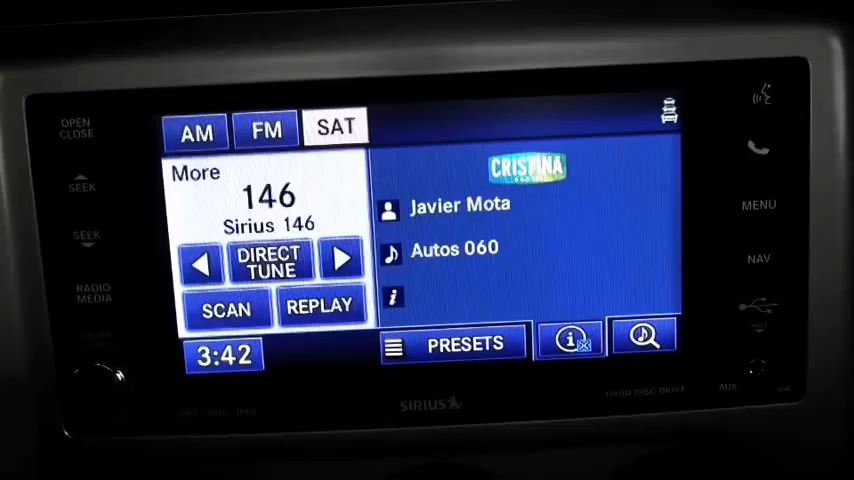 OPEN
CLOSE
SEEK
SEEK
RADIO
MEDIA
AM
FM
SAT
More
146
Sirius 146
DIRECT
TUNE
SCAN
REPLAY
3:42
CRISTINA
Javier Mota
Autos 060
PRESETS
MENU
NAV
SIRIUS
HARD DISC DRIVE
AUX